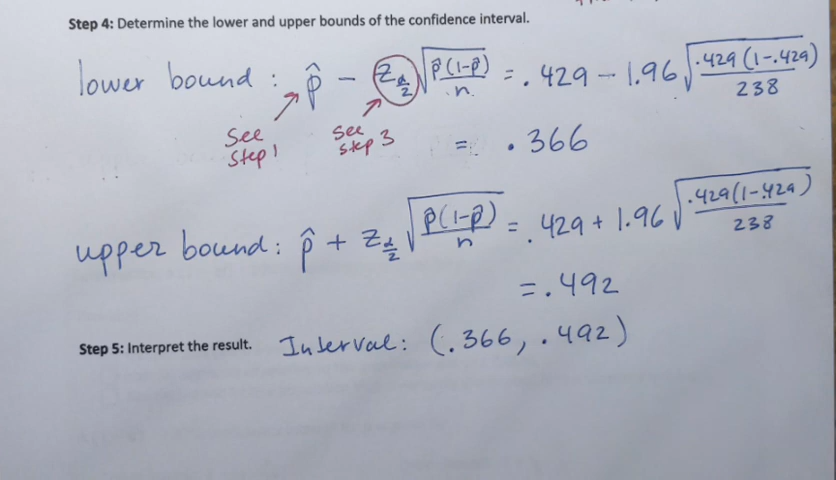 Step 4: Determine the lower and upper bounds of the confidence interval.
lower bound : p̂ − z_{α/2} √(p̂(1-p̂)/n) = .429 − 1.96 √(.429(1-.429)/238)
See Step 1
See Step 3
= .366
upper bound: p̂ + z_{α/2} √(p̂(1-p̂)/n) = .429 + 1.96 √(.429(1-.429)/238)
= .492
Step 5: Interpret the result. Interval: (.366, .492)